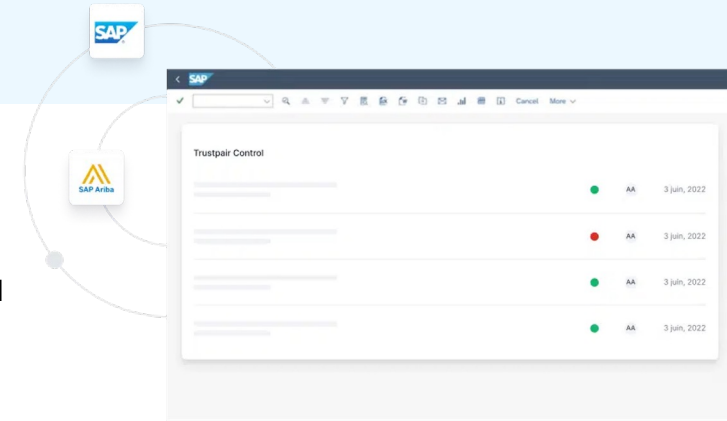 SAP
SAP
Cancel More
SAP Ariba
Trustpair Control
AA 3 juin, 2022
AA 3 juin, 2022
AA 3 juin, 2022
AA 3 juin, 2022